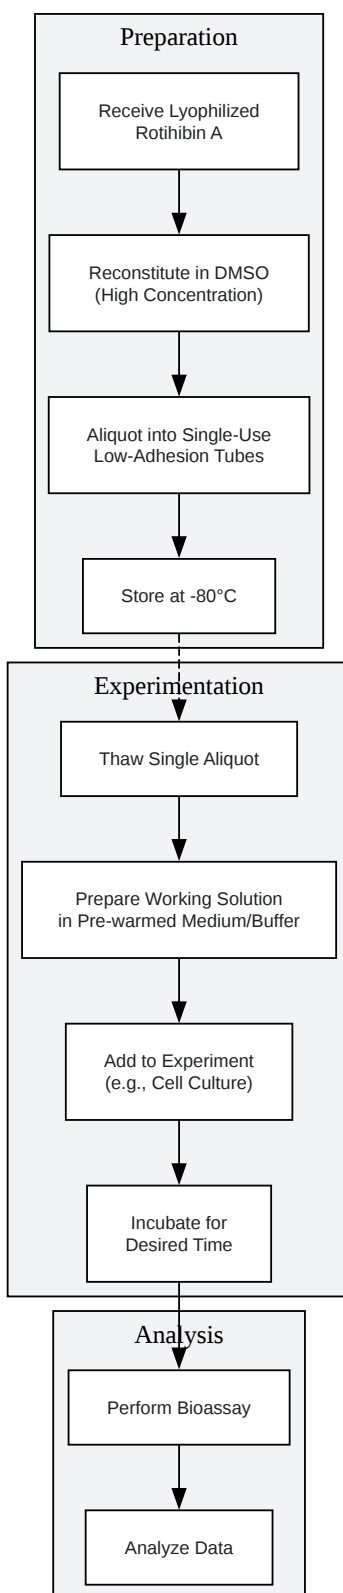 Preparation
Receive Lyophilized
Rotihibin A
Reconstitute in DMSO
(High Concentration)
Aliquot into Single-Use
Low-Adhesion Tubes
Store at -80°C
Experimentation
Thaw Single Aliquot
Prepare Working Solution
in Pre-warmed Medium/Buffer
Add to Experiment
(e.g., Cell Culture)
Incubate for
Desired Time
Analysis
Perform Bioassay
Analyze Data